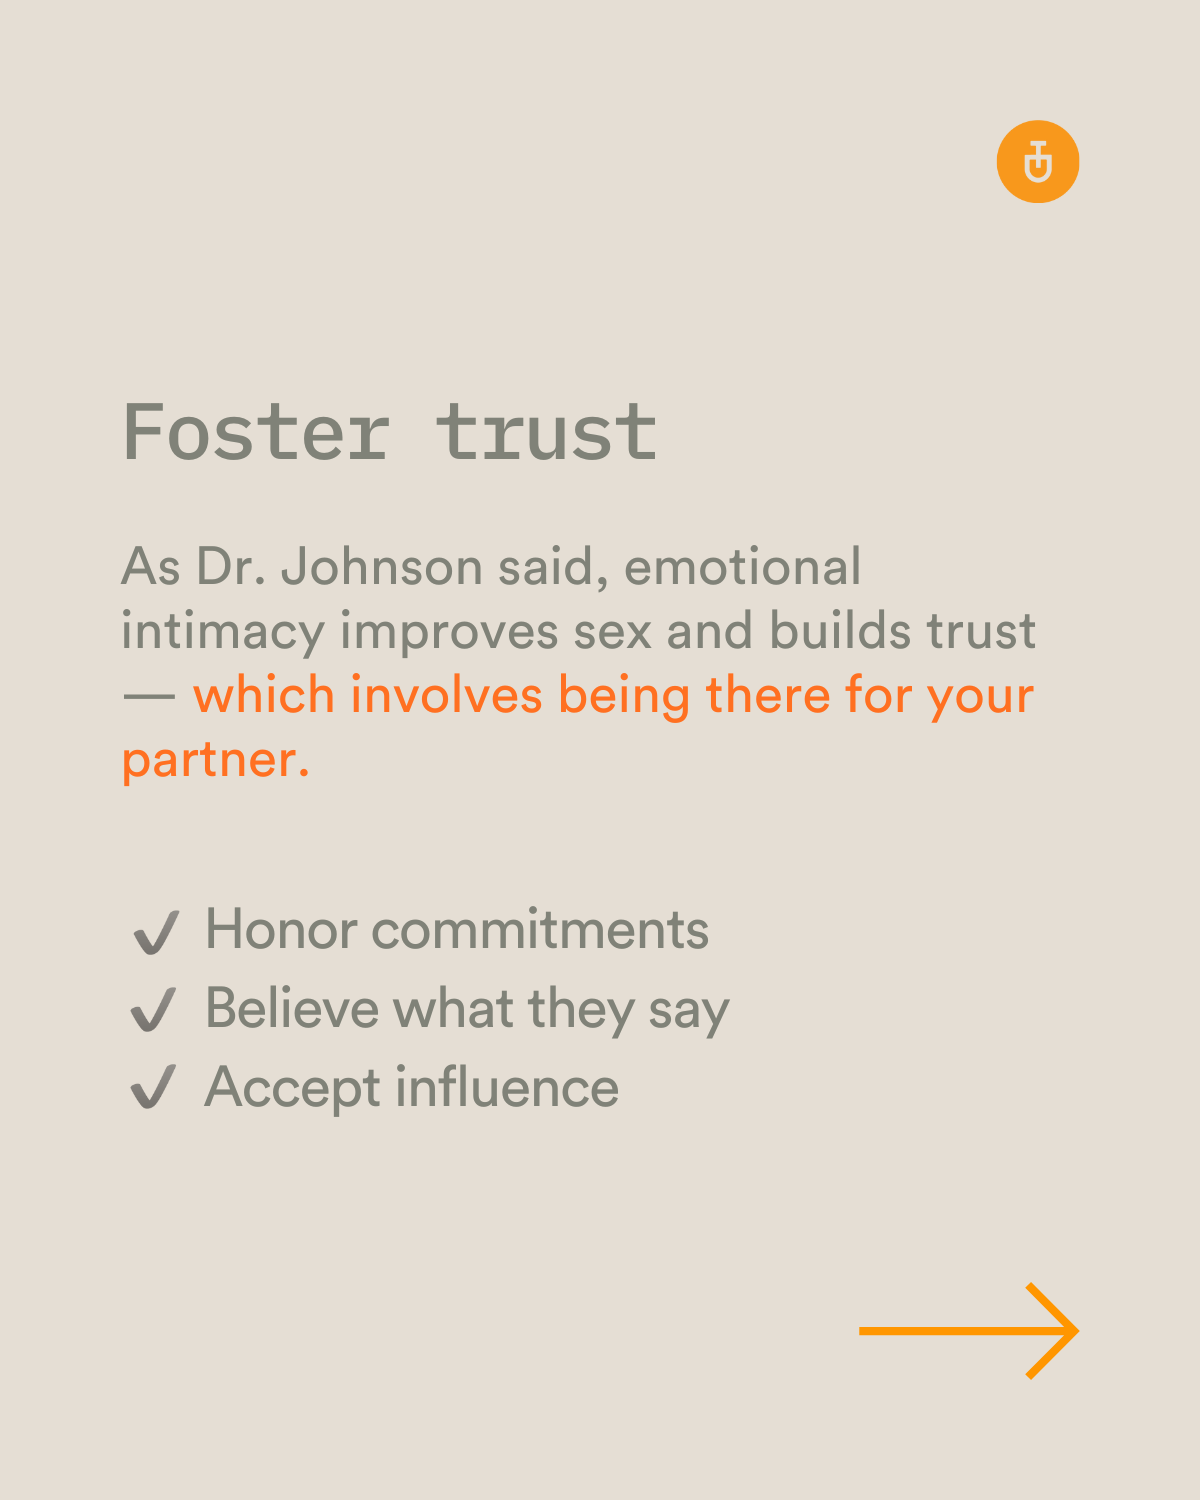 Foster trust
As Dr. Johnson said, emotional
intimacy improves sex and builds trust
— which involves being there for your
partner.
✔ Honor commitments
✔ Believe what they say
✔ Accept influence